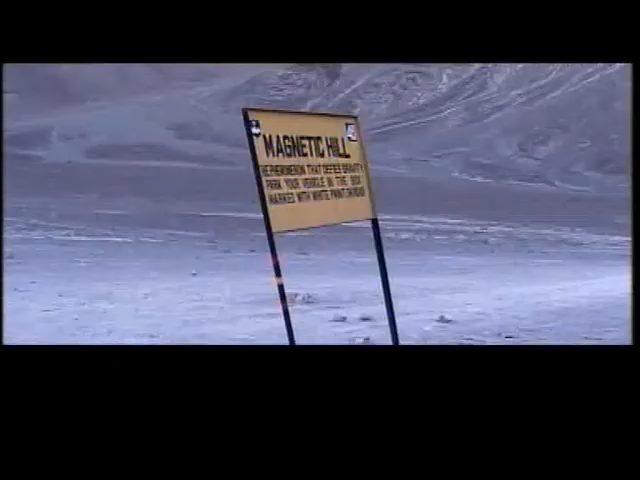 MAGNETIC HILL
PHENOMENON THAT DEFIES GRAVITY
PARK YOUR VEHICLE IN THE BOX
MARKED WITH WHITE PAINT ON ROAD